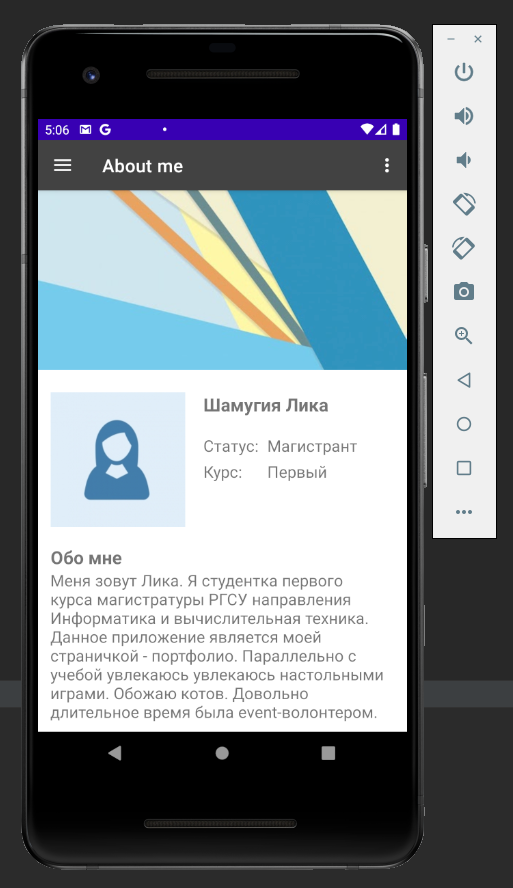 5:06
About me
Шамугия Лика
Статус: Магистрант
Курс: Первый
Обо мне
Меня зовут Лика. Я студентка первого
курса магистратуры РГСУ направления
Информатика и вычислительная техника.
Данное приложение является моей
страничкой - портфолио. Параллельно с
учебой увлекаюсь увлекаюсь настольными
играми. Обожаю котов. Довольно
длительное время была event-волонтером.